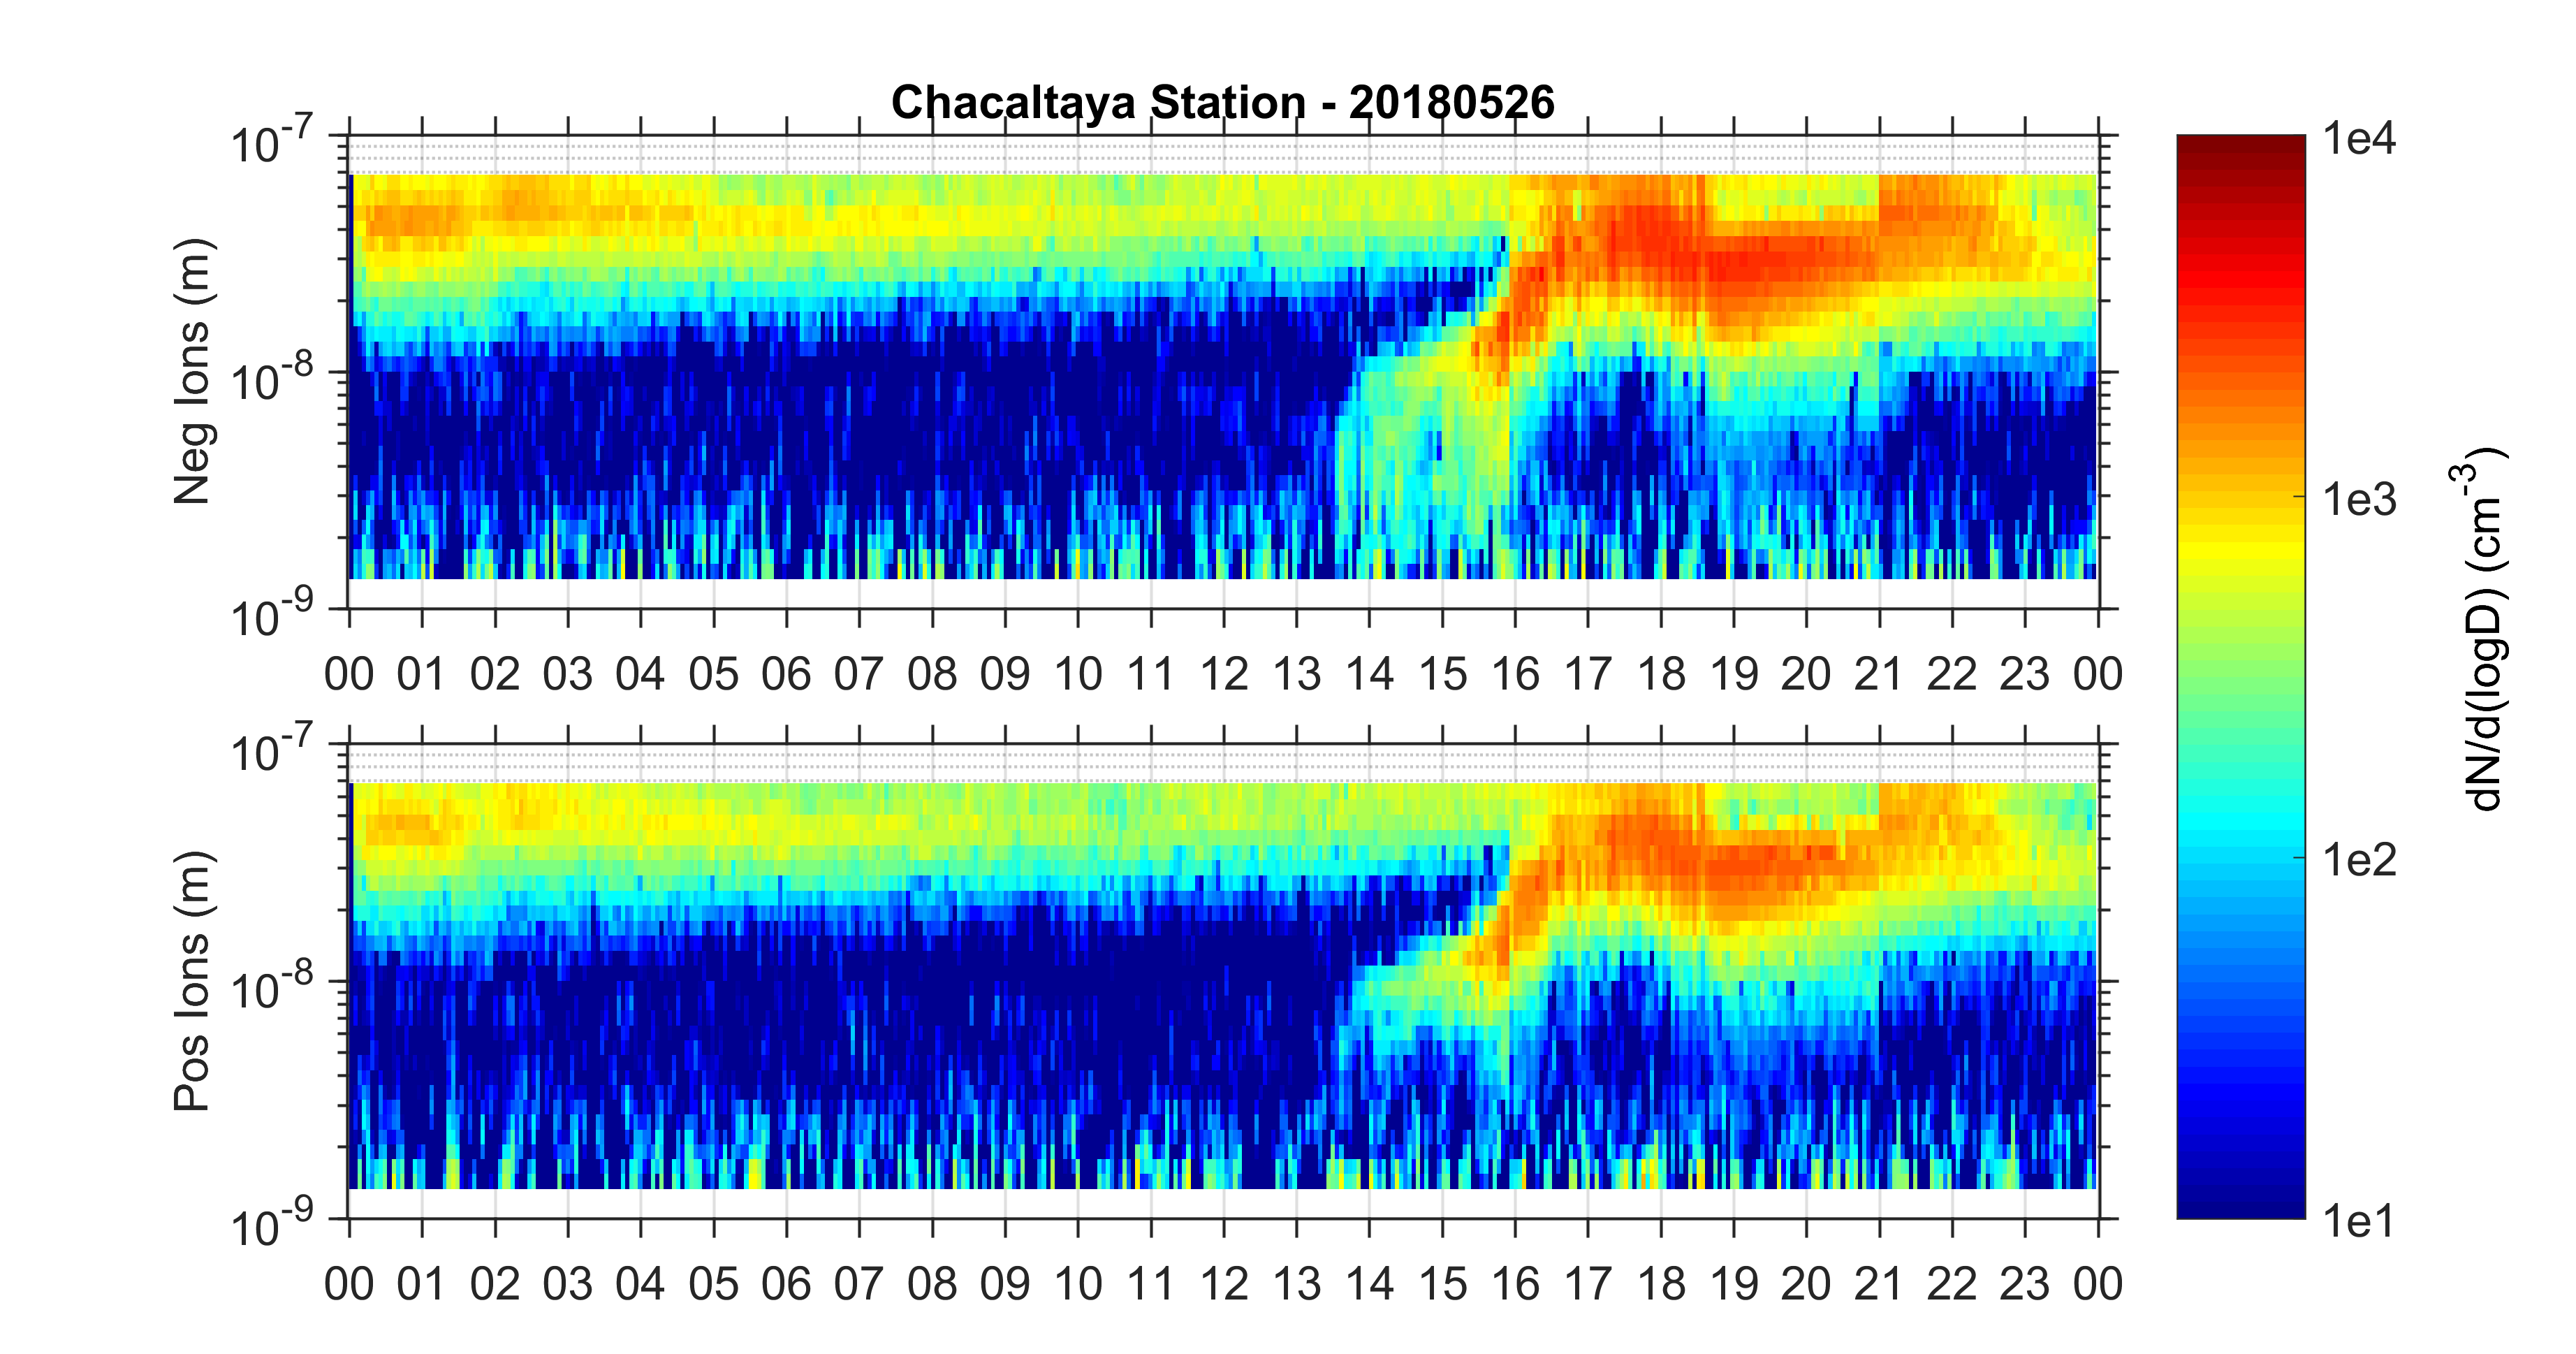 Chacaltaya Station - 20180526
10-7
10-8
10-9
Neg Ions (m)
00 01 02 03 04 05 06 07 08 09 10 11 12 13 14 15 16 17 18 19 20 21 22 23 00
10-7
10-8
10-9
Pos Ions (m)
00 01 02 03 04 05 06 07 08 09 10 11 12 13 14 15 16 17 18 19 20 21 22 23 00
1e4
1e3
1e2
1e1
dN/d(logD) (cm-3)